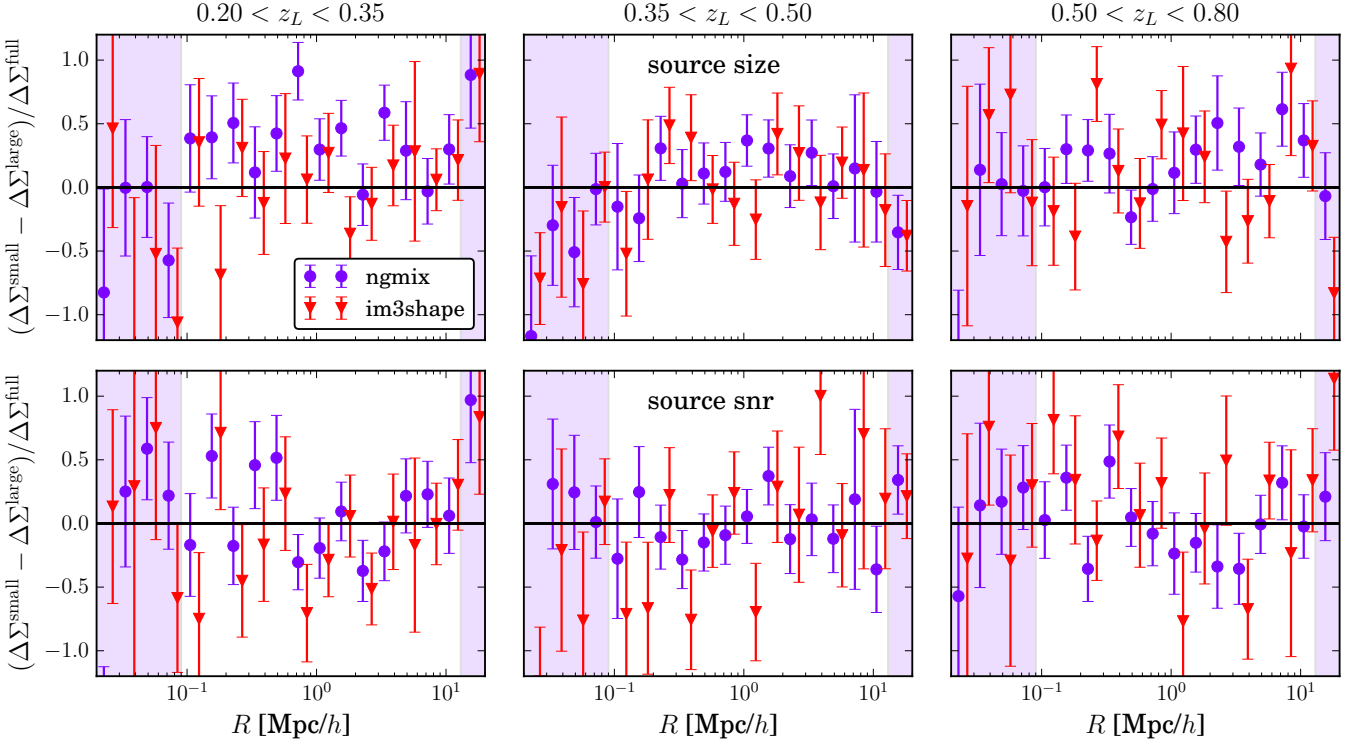 0.20 < z_L < 0.35
0.35 < z_L < 0.50
0.50 < z_L < 0.80
(ΔΣ^small − ΔΣ^large)/ΔΣ^full
1.0
0.5
0.0
−0.5
−1.0
source size
ngmix
im3shape
(ΔΣ^small − ΔΣ^large)/ΔΣ^full
1.0
0.5
0.0
−0.5
−1.0
source snr
10^−1
10^0
10^1
10^−1
10^0
10^1
10^−1
10^0
10^1
R [Mpc/h]
R [Mpc/h]
R [Mpc/h]